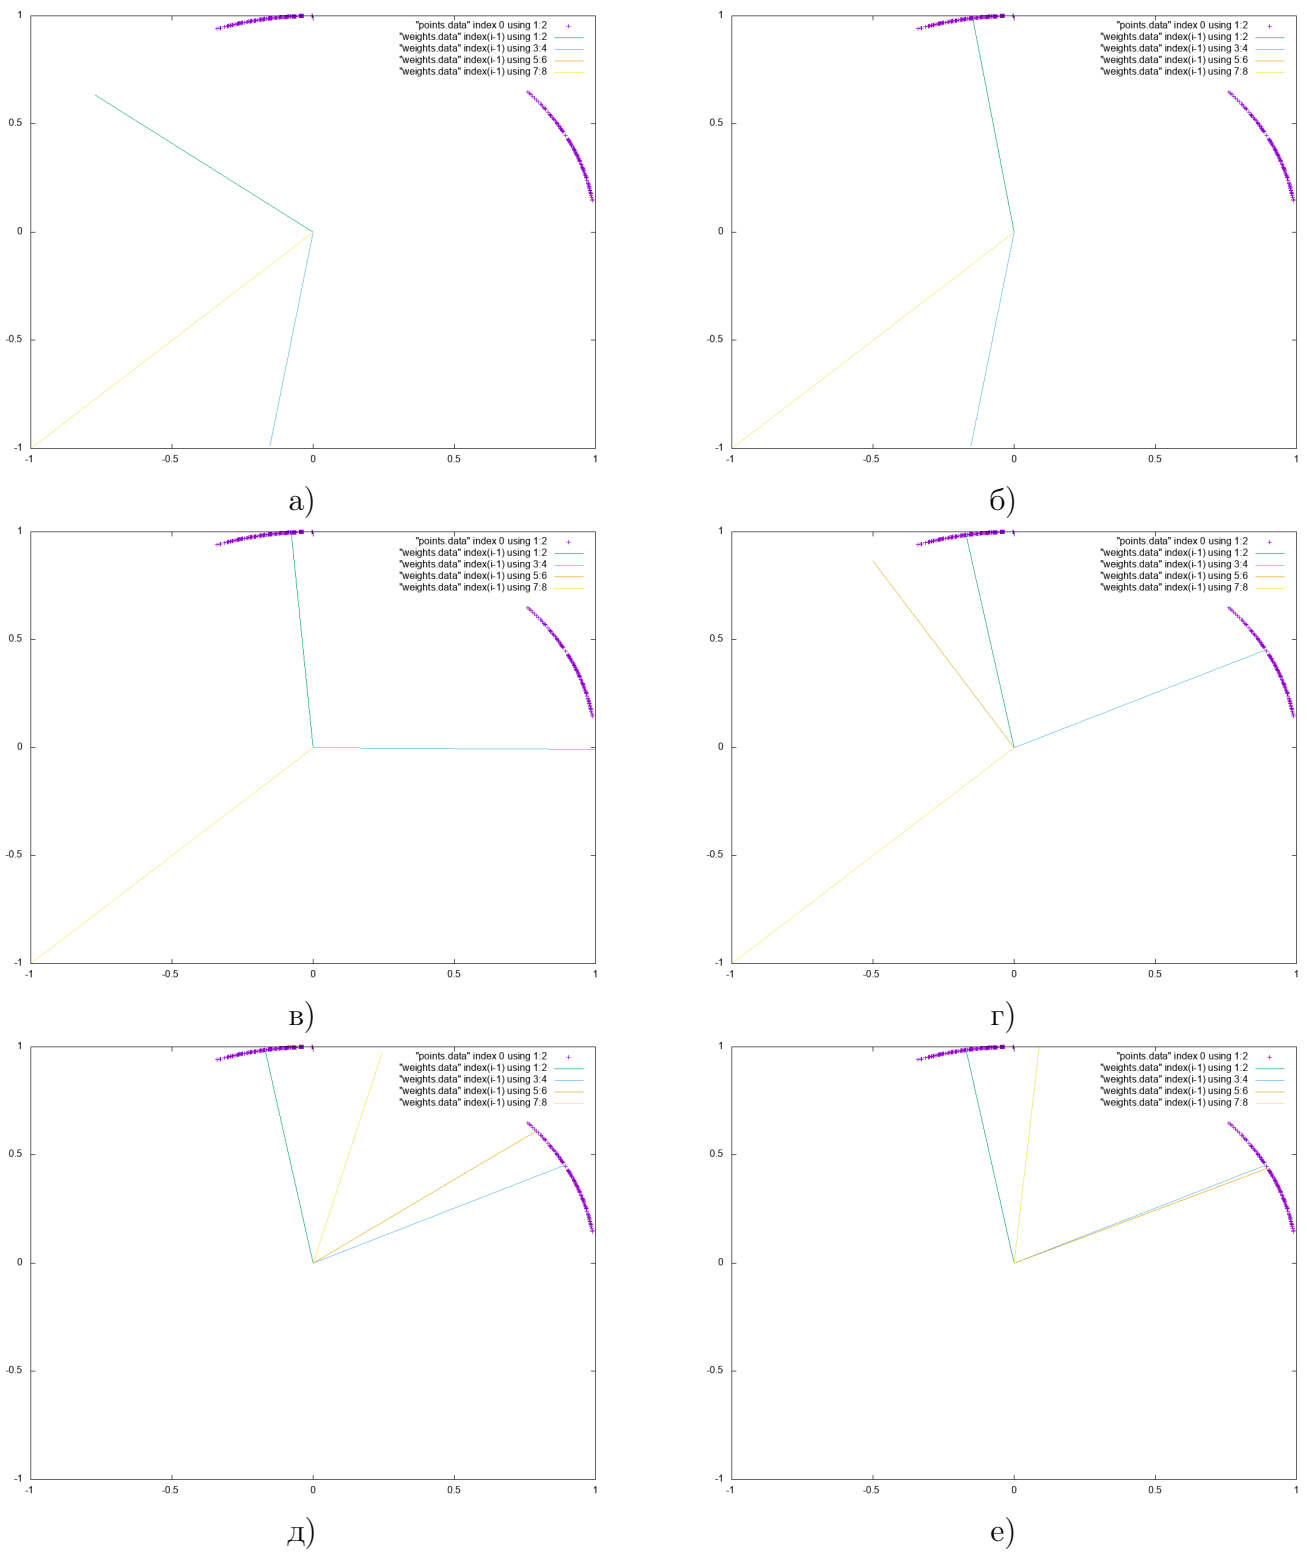 1
0.5
0
-0.5
-1
-1
-0.5
0
0.5
1
"points.data" index 0 using 1:2
"weights.data" index(i-1) using 1:2
"weights.data" index(i-1) using 3:4
"weights.data" index(i-1) using 5:6
"weights.data" index(i-1) using 7:8
а)
1
0.5
0
-0.5
-1
-1
-0.5
0
0.5
1
"points.data" index 0 using 1:2
"weights.data" index(i-1) using 1:2
"weights.data" index(i-1) using 3:4
"weights.data" index(i-1) using 5:6
"weights.data" index(i-1) using 7:8
б)
1
0.5
0
-0.5
-1
-1
-0.5
0
0.5
1
"points.data" index 0 using 1:2
"weights.data" index(i-1) using 1:2
"weights.data" index(i-1) using 3:4
"weights.data" index(i-1) using 5:6
"weights.data" index(i-1) using 7:8
в)
1
0.5
0
-0.5
-1
-1
-0.5
0
0.5
1
"points.data" index 0 using 1:2
"weights.data" index(i-1) using 1:2
"weights.data" index(i-1) using 3:4
"weights.data" index(i-1) using 5:6
"weights.data" index(i-1) using 7:8
г)
1
0.5
0
-0.5
-1
-1
-0.5
0
0.5
1
"points.data" index 0 using 1:2
"weights.data" index(i-1) using 1:2
"weights.data" index(i-1) using 3:4
"weights.data" index(i-1) using 5:6
"weights.data" index(i-1) using 7:8
д)
1
0.5
0
-0.5
-1
-1
-0.5
0
0.5
1
"points.data" index 0 using 1:2
"weights.data" index(i-1) using 1:2
"weights.data" index(i-1) using 3:4
"weights.data" index(i-1) using 5:6
"weights.data" index(i-1) using 7:8
е)